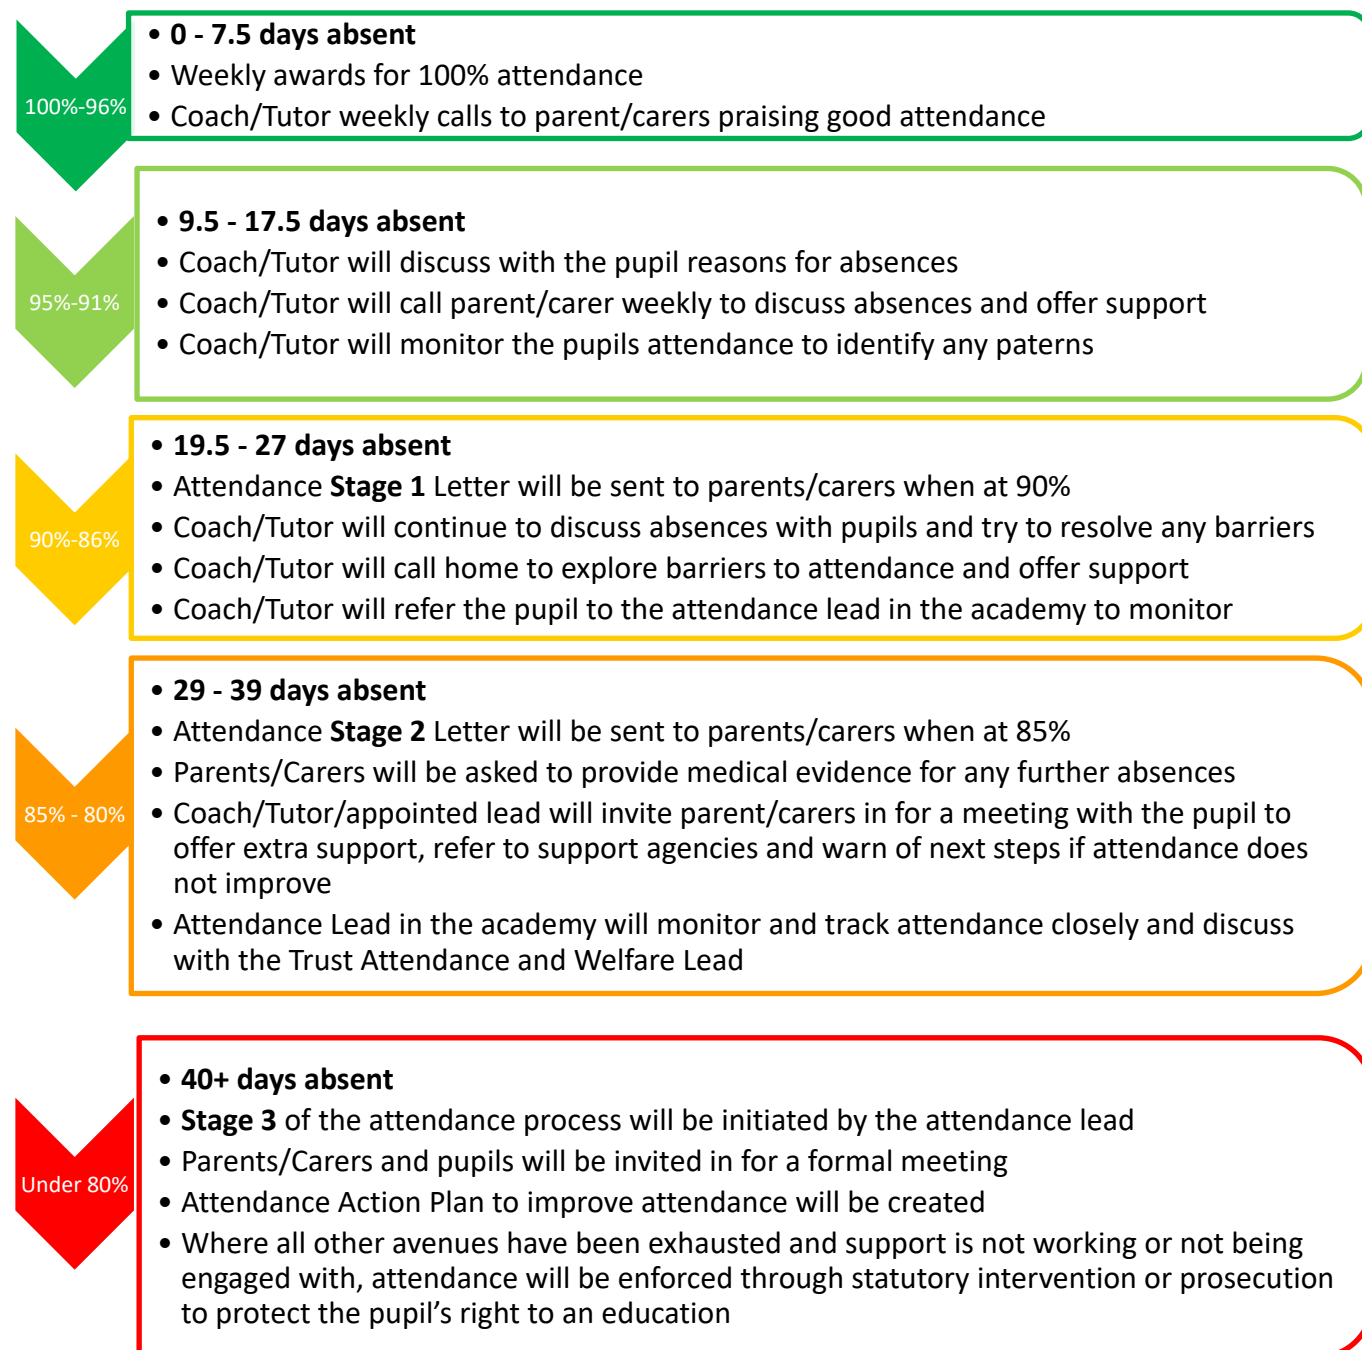 100%-96%
• 0 - 7.5 days absent
• Weekly awards for 100% attendance
• Coach/Tutor weekly calls to parent/carers praising good attendance
95%-91%
• 9.5 - 17.5 days absent
• Coach/Tutor will discuss with the pupil reasons for absences
• Coach/Tutor will call parent/carer weekly to discuss absences and offer support
• Coach/Tutor will monitor the pupils attendance to identify any paterns
90%-86%
• 19.5 - 27 days absent
• Attendance Stage 1 Letter will be sent to parents/carers when at 90%
• Coach/Tutor will continue to discuss absences with pupils and try to resolve any barriers
• Coach/Tutor will call home to explore barriers to attendance and offer support
• Coach/Tutor will refer the pupil to the attendance lead in the academy to monitor
85% - 80%
• 29 - 39 days absent
• Attendance Stage 2 Letter will be sent to parents/carers when at 85%
• Parents/Carers will be asked to provide medical evidence for any further absences
• Coach/Tutor/appointed lead will invite parent/carers in for a meeting with the pupil to
offer extra support, refer to support agencies and warn of next steps if attendance does
not improve
• Attendance Lead in the academy will monitor and track attendance closely and discuss
with the Trust Attendance and Welfare Lead
Under 80%
• 40+ days absent
• Stage 3 of the attendance process will be initiated by the attendance lead
• Parents/Carers and pupils will be invited in for a formal meeting
• Attendance Action Plan to improve attendance will be created
• Where all other avenues have been exhausted and support is not working or not being
engaged with, attendance will be enforced through statutory intervention or prosecution
to protect the pupil's right to an education